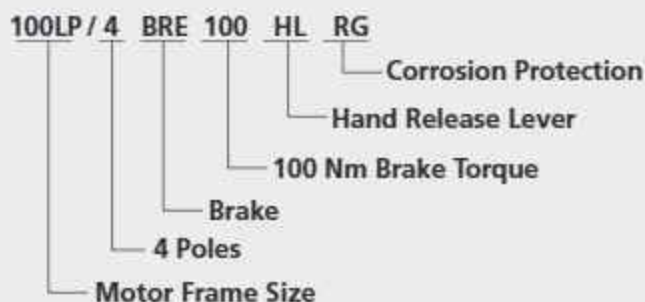 100LP / 4 BRE 100 HL RG
Corrosion Protection
Hand Release Lever
100 Nm Brake Torque
Brake
4 Poles
Motor Frame Size